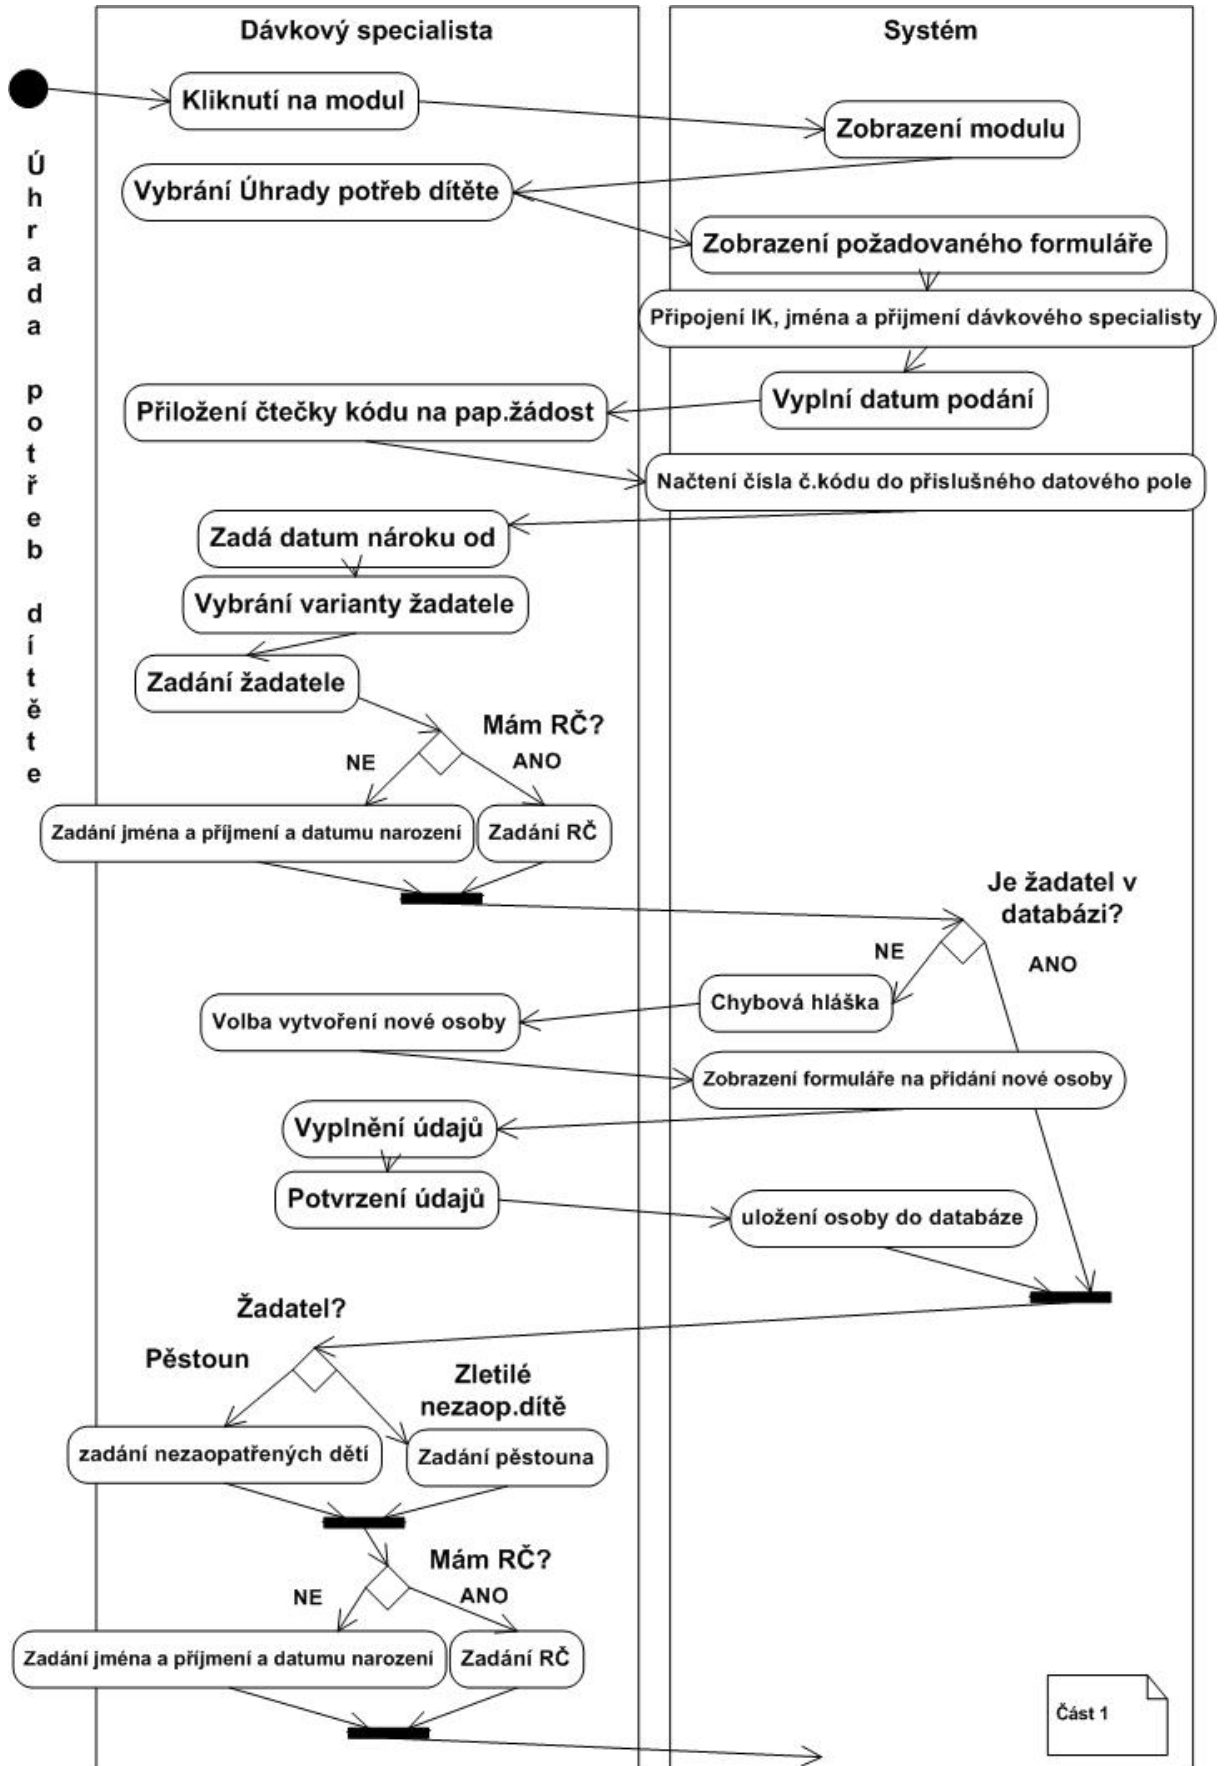 Dávkový specialista
Systém
Úhrada potřeb dítěte
Kliknutí na modul
Zobrazení modulu
Vybrání Úhrady potřeb dítěte
Zobrazení požadovaného formuláře
Připojení IK, jména a přijmení dávkového specialisty
Vyplní datum podání
Přiložení čtečky kódu na pap.žádost
Načtení čísla č.kódu do přislušného datového pole
Zadá datum nároku od
Vybrání varianty žadatele
Zadání žadatele
Mám RČ?
NE
ANO
Zadání jména a příjmení a datumu narození
Zadání RČ
Je žadatel v
databázi?
NE
ANO
Chybová hláška
Volba vytvoření nové osoby
Zobrazení formuláře na přidání nové osoby
Vyplnění údajů
Potvrzení údajů
uložení osoby do databáze
Žadatel?
Pěstoun
Zletilé
nezaop.dítě
zadání nezaopatřených dětí
Zadání pěstouna
Mám RČ?
NE
ANO
Zadání jména a příjmení a datumu narození
Zadání RČ
Část 1